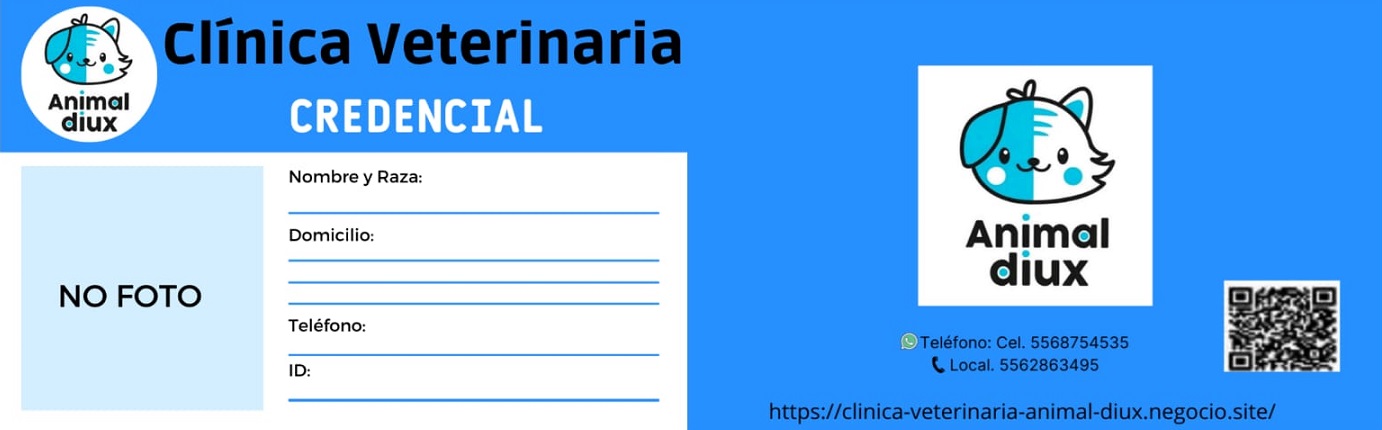 Animal
diux
Clínica Veterinaria
CREDENCIAL
NO FOTO
Nombre y Raza:
Domicilio:
Teléfono:
ID:
Animal
diux
Teléfono: Cel. 5568754535
Local. 5562863495
https://clinica-veterinaria-animal-diux.negocio.site/